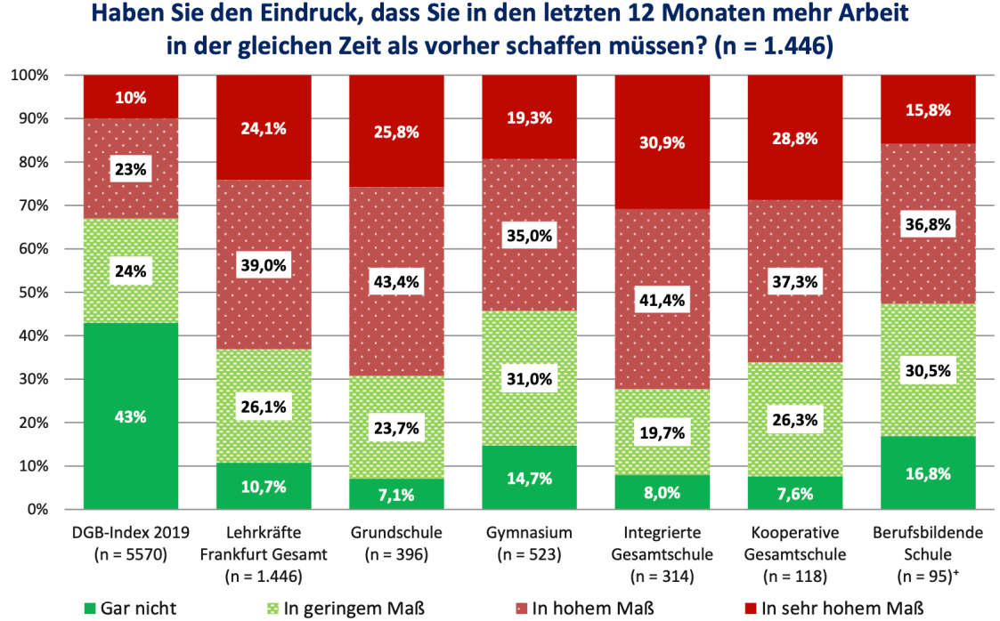 Haben Sie den Eindruck, dass Sie in den letzten 12 Monaten mehr Arbeit
in der gleichen Zeit als vorher schaffen müssen? (n = 1.446)
100%
90%
80%
70%
60%
50%
40%
30%
20%
10%
0%
10%
23%
24%
43%
24,1%
39,0%
26,1%
10,7%
25,8%
43,4%
23,7%
7,1%
19,3%
35,0%
31,0%
14,7%
30,9%
41,4%
19,7%
8,0%
28,8%
37,3%
26,3%
7,6%
15,8%
36,8%
30,5%
16,8%
DGB-Index 2019
(n = 5570)
Lehrkräfte
Frankfurt Gesamt
(n = 1.446)
Grundschule
(n = 396)
Gymnasium
(n = 523)
Integrierte
Gesamtschule
(n = 314)
Kooperative
Gesamtschule
(n = 118)
Berufsbildende
Schule
(n = 95)⁺
Gar nicht
In geringem Maß
In hohem Maß
In sehr hohem Maß